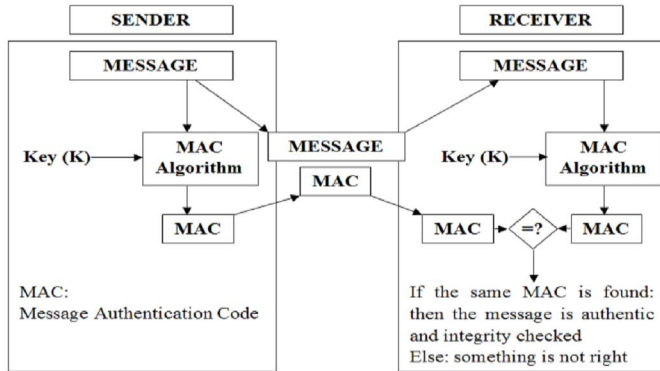 SENDER
RECEIVER
MESSAGE
MESSAGE
MESSAGE
Key (K)
MAC
Algorithm
Key (K)
MAC
Algorithm
MAC
MAC
MAC
=?
MAC
MAC:
Message Authentication Code
If the same MAC is found:
then the message is authentic
and integrity checked
Else: something is not right